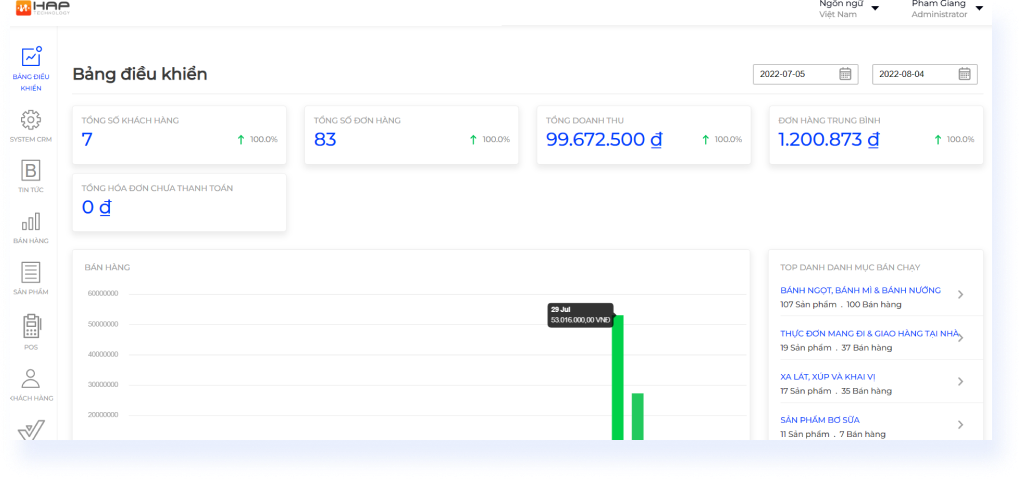 HAP
TECHNOLOGY
Ngôn ngữ
Việt Nam
Pham Giang
Administrator
BẢNG ĐIỀU
KHIỂN
SYSTEM CRM
TIN TỨC
BÁN HÀNG
SẢN PHẨM
POS
KHÁCH HÀNG
Bảng điều khiển
2022-07-05
2022-08-04
TỔNG SỐ KHÁCH HÀNG
7
100.0%
TỔNG SỐ ĐƠN HÀNG
83
100.0%
TỔNG DOANH THU
99.672.500 ₫
100.0%
ĐƠN HÀNG TRUNG BÌNH
1.200.873 ₫
100.0%
TỔNG HÓA ĐƠN CHƯA THANH TOÁN
0 ₫
BÁN HÀNG
60000000
50000000
40000000
30000000
20000000
29 Jul
53.016.000,00 VNĐ
TOP DANH DANH MỤC BÁN CHẠY
BÁNH NGỌT, BÁNH MÌ & BÁNH NƯỚNG
107 Sản phẩm . 100 Bán hàng
THỰC ĐƠN MANG ĐI & GIAO HÀNG TẠI NHÀ
19 Sản phẩm . 37 Bán hàng
XA LÁT, XÚP VÀ KHAI VỊ
17 Sản phẩm . 35 Bán hàng
SẢN PHẨM BƠ SỮA
11 Sản phẩm . 7 Bán hàng